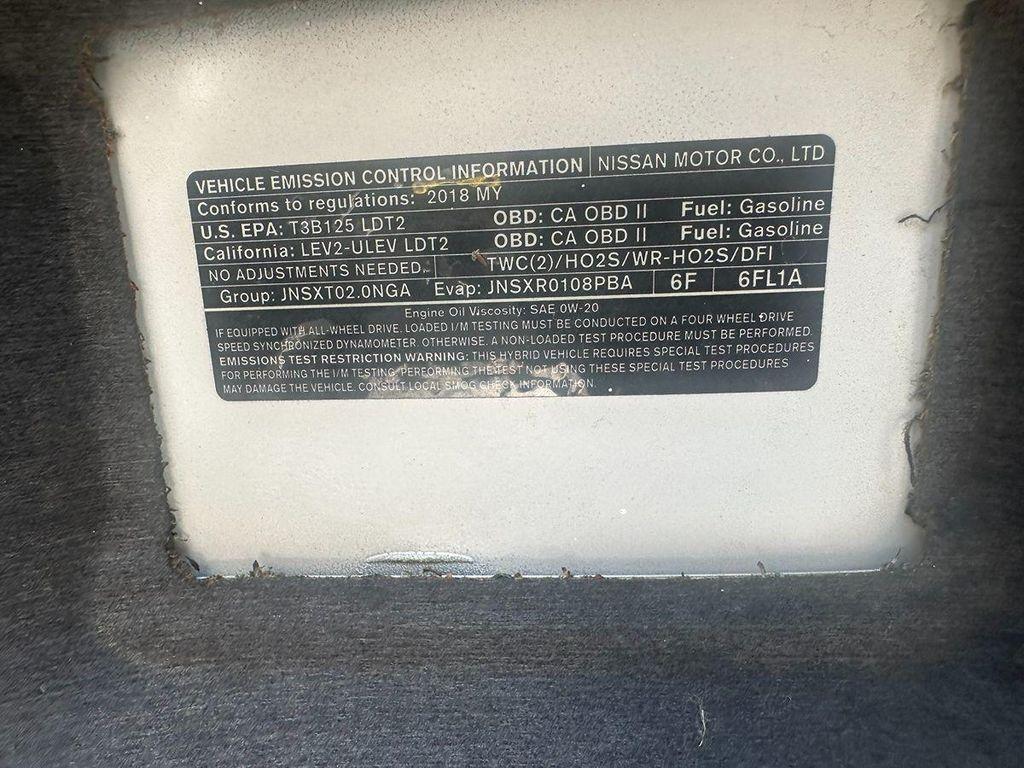 VEHICLE EMISSION CONTROL INFORMATION NISSAN MOTOR CO., LTD
Conforms to regulations: 2018 MY
U.S. EPA: T3B125 LDT2 OBD: CA OBD II Fuel: Gasoline
California: LEV2-ULEV LDT2 OBD: CA OBD II Fuel: Gasoline
NO ADJUSTMENTS NEEDED. TWC(2)/HO2S/WR-HO2S/DFI
Group: JNSXT02.0NGA Evap: JNSXR0108PBA 6F 6FL1A
Engine Oil Viscosity: SAE 0W-20
IF EQUIPPED WITH ALL-WHEEL DRIVE. LOADED I/M TESTING MUST BE CONDUCTED ON A FOUR WHEEL DRIVE
SPEED SYNCHRONIZED DYNAMOMETER. OTHERWISE. A NON-LOADED TEST PROCEDURE MUST BE PERFORMED.
EMISSIONS TEST RESTRICTION WARNING: THIS HYBRID VEHICLE REQUIRES SPECIAL TEST PROCEDURES
FOR PERFORMING THE I/M TESTING. PERFORMING THE TEST NOT USING THESE SPECIAL TEST PROCEDURES
MAY DAMAGE THE VEHICLE. CONSULT LOCAL SMOG CHECK INFORMATION.